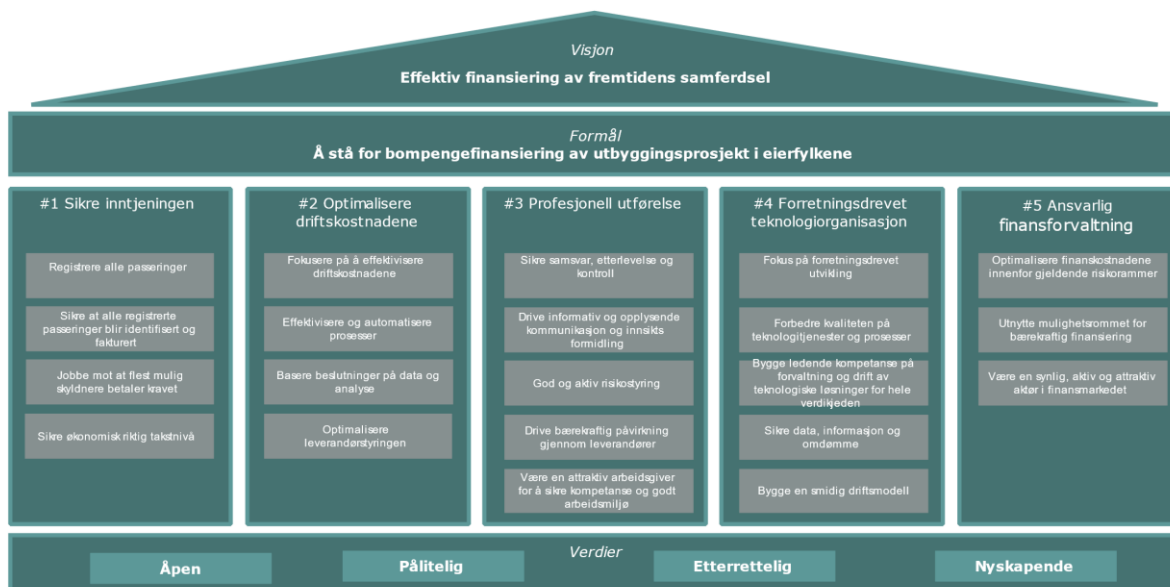 Visjon
Effektiv finansiering av fremtidens samferdsel
Formål
Å stå for bompengefinansiering av utbyggingsprosjekt i eierfylkene
#1 Sikre inntjeningen
Registrere alle passeringer
Sikre at alle registrerte
passeringer blir identifisert og
fakturert
Jobbe mot at flest mulig
skyldnere betaler kravet
Sikre økonomisk riktig takstnivå
#2 Optimalisere
driftskostnadene
Fokusere på å effektivisere
driftskostnadene
Effektivisere og automatisere
prosesser
Basere beslutninger på data og
analyse
Optimalisere
leverandørstyringen
#3 Profesjonell utførelse
Sikre samsvar, etterlevelse og
kontroll
Drive informativ og opplysende
kommunikasjon og innsikts
formidling
God og aktiv risikostyring
Drive bærekraftig påvirkning
gjennom leverandører
Være en attraktiv arbeidsgiver
for å sikre kompetanse og godt
arbeidsmiljø
#4 Forretningsdrevet
teknologiorganisasjon
Fokus på forretningsdrevet
utvikling
Forbedre kvaliteten på
teknologitjenester og prosesser
Bygge ledende kompetanse på
forvaltning og drift av
teknologiske løsninger for hele
verdikjeden
Sikre data, informasjon og
omdømme
Bygge en smidig driftsmodell
#5 Ansvarlig
finansforvaltning
Optimalisere finanskostnadene
innenfor gjeldende risikorammer
Utnytte mulighetsrommet for
bærekraftig finansiering
Være en synlig, aktiv og attraktiv
aktør i finansmarkedet
Verdier
Åpen
Pålitelig
Etterrettelig
Nyskapende